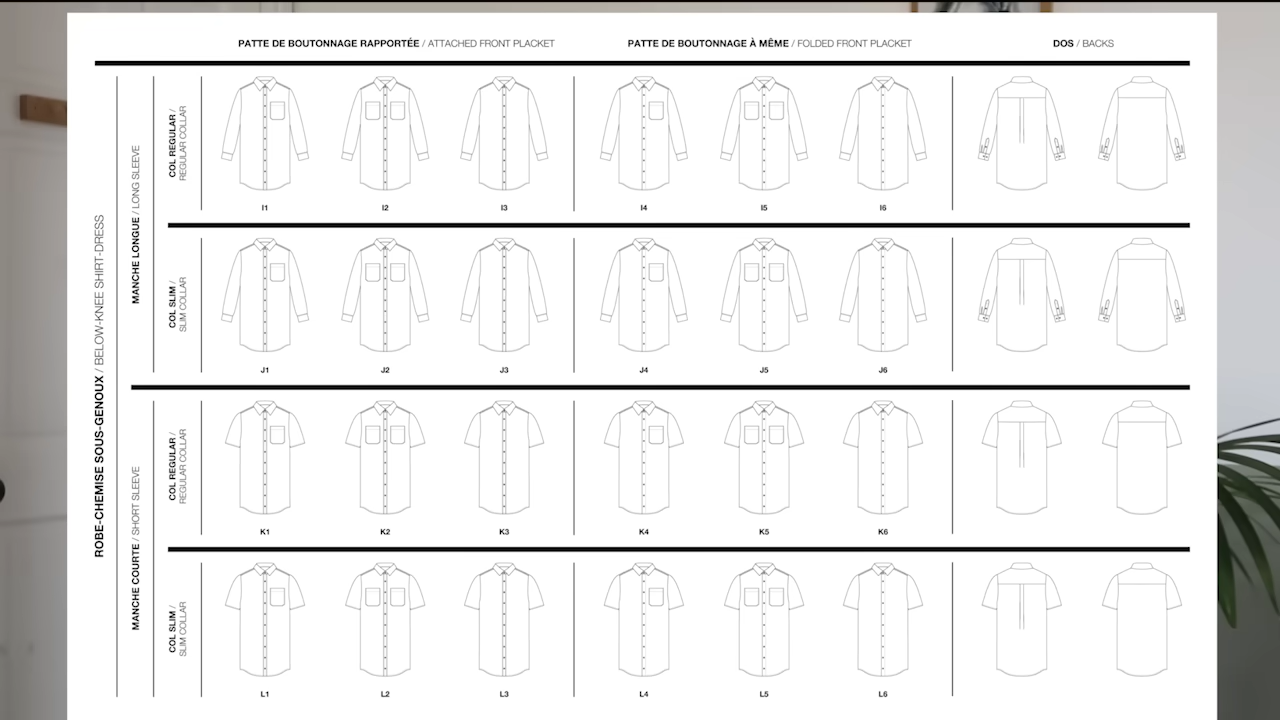 PATTE DE BOUTONNAGE RAPPORTÉE / ATTACHED FRONT PLACKET
PATTE DE BOUTONNAGE À MÊME / FOLDED FRONT PLACKET
DOS / BACKS
ROBE-CHEMISE SOUS-GENOUX / BELOW-KNEE SHIRT-DRESS
MANCHE LONGUE / LONG SLEEVE
COL REGULAR /
REGULAR COLLAR
I1
I2
I3
I4
I5
I6
COL SLIM /
SLIM COLLAR
J1
J2
J3
J4
J5
J6
MANCHE COURTE / SHORT SLEEVE
COL REGULAR /
REGULAR COLLAR
K1
K2
K3
K4
K5
K6
COL SLIM /
SLIM COLLAR
L1
L2
L3
L4
L5
L6